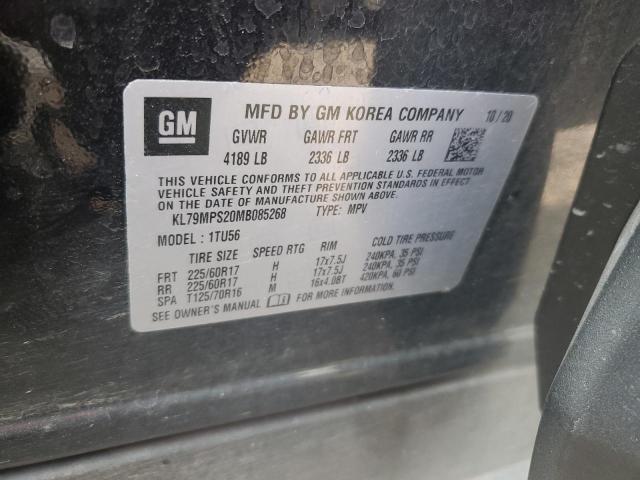 GM
MFD BY GM KOREA COMPANY 10/20
GVWR GAWR FRT GAWR RR
4189 LB 2336 LB 2336 LB
THIS VEHICLE CONFORMS TO ALL APPLICABLE U.S. FEDERAL MOTOR
VEHICLE SAFETY AND THEFT PREVENTION STANDARDS IN EFFECT
ON THE DATE OF MANUFACTURE SHOWN ABOVE.
KL79MPS20MB085268 TYPE: MPV
MODEL: 1TU56
TIRE SIZE SPEED RTG RIM COLD TIRE PRESSURE
FRT 225/60R17 H 17x7.5J 240KPA, 35 PSI
RR 225/60R17 H 17x7.5J 240KPA, 35 PSI
SPA T125/70R16 M 16x4.0BT 420KPA, 60 PSI
SEE OWNER'S MANUAL FOR MORE INFORMATION.